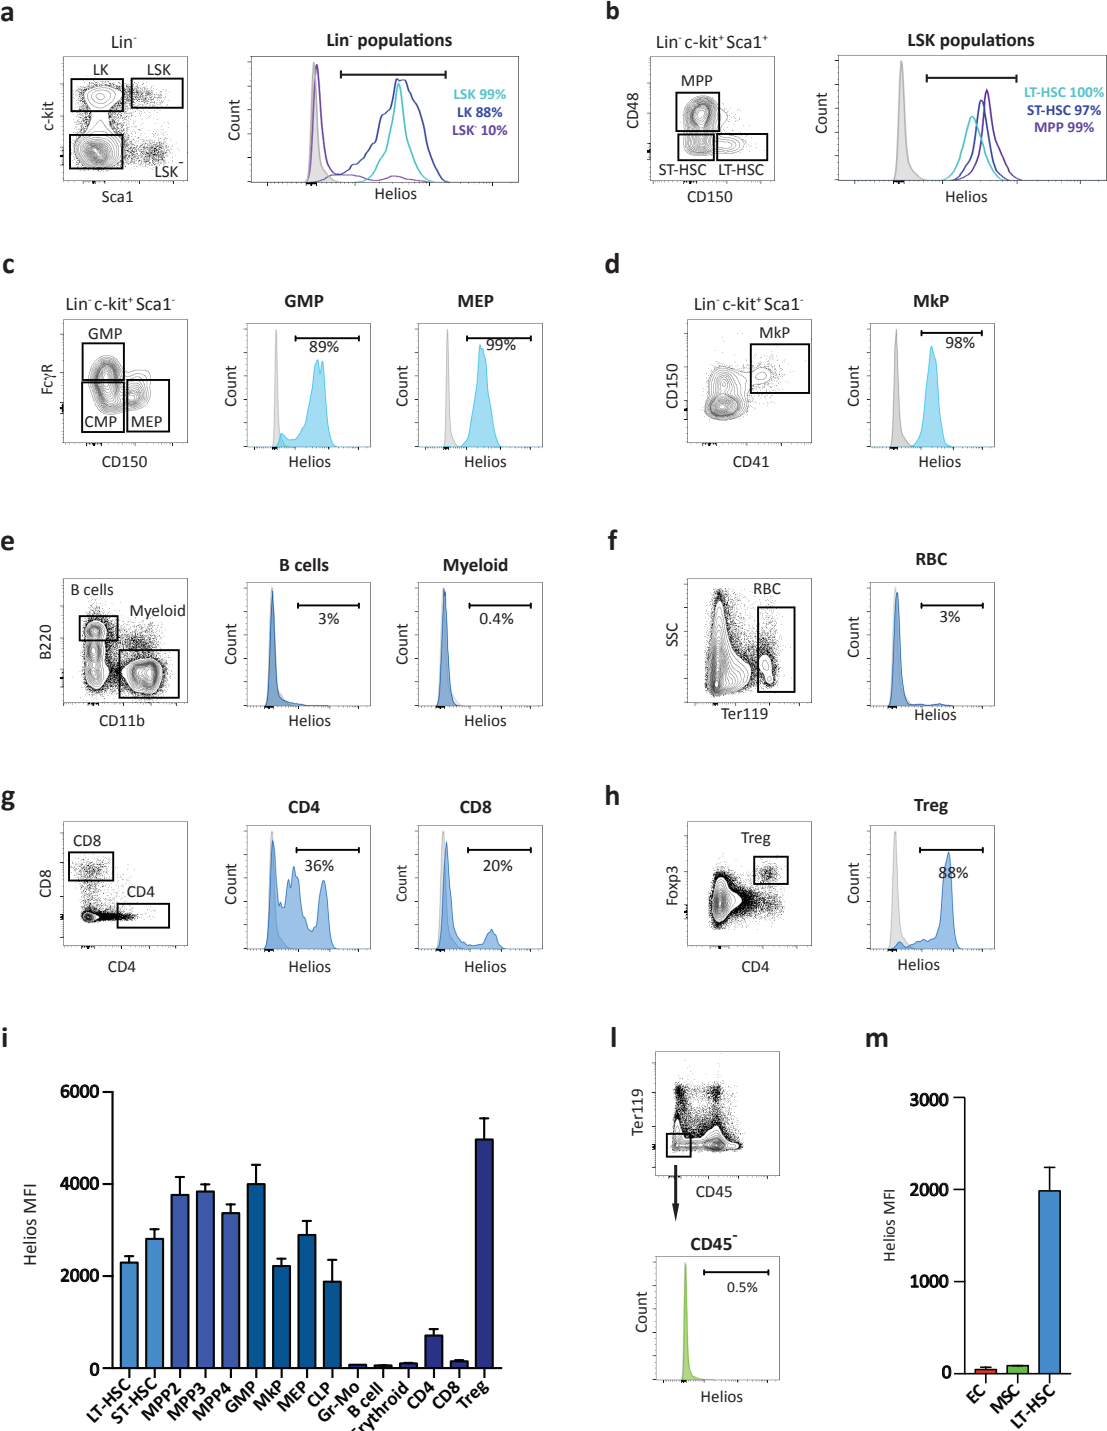 a
Lin⁻
LK
LSK
LSK⁻
c-kit
Sca1
Lin⁻ populations
LSK 99%
LK 88%
LSK⁻ 10%
Count
Helios
b
Lin⁻ c-kit⁺ Sca1⁺
MPP
ST-HSC
LT-HSC
CD48
CD150
LSK populations
LT-HSC 100%
ST-HSC 97%
MPP 99%
Count
Helios
c
Lin⁻ c-kit⁺ Sca1⁻
GMP
CMP
MEP
FcγR
CD150
GMP
89%
Count
Helios
MEP
99%
Count
Helios
d
Lin⁻ c-kit⁺ Sca1⁻
MkP
CD150
CD41
MkP
98%
Count
Helios
e
B cells
Myeloid
B220
CD11b
B cells
3%
Count
Helios
Myeloid
0.4%
Count
Helios
f
RBC
SSC
Ter119
RBC
3%
Count
Helios
g
CD8
CD4
CD8
CD4
CD4
36%
Count
Helios
CD8
20%
Count
Helios
h
Treg
Foxp3
CD4
Treg
88%
Count
Helios
i
6000
4000
2000
0
Helios MFI
LT-HSC
ST-HSC
MPP2
MPP3
MPP4
GMP
MkP
MEP
CLP
Gr-Mo
B cell
Erythroid
CD4
CD8
Treg
l
Ter119
CD45
CD45⁻
0.5%
Count
Helios
m
3000
2000
1000
0
Helios MFI
EC
MSC
LT-HSC